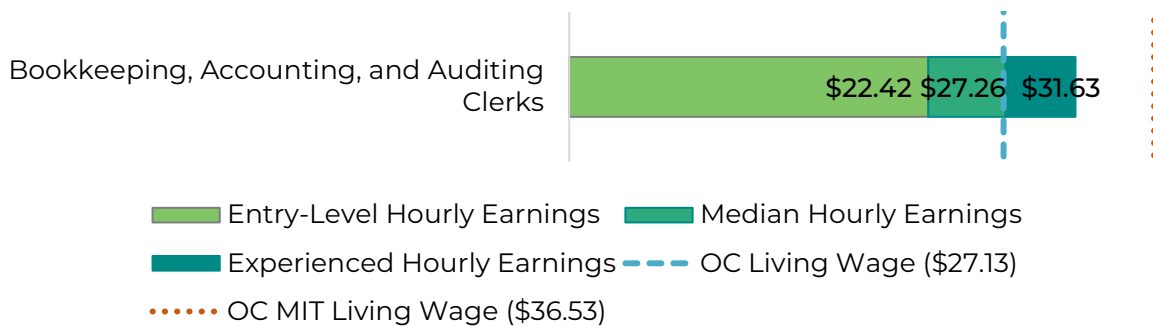 Bookkeeping, Accounting, and Auditing
Clerks
$22.42 $27.26 $31.63
Entry-Level Hourly Earnings Median Hourly Earnings
Experienced Hourly Earnings OC Living Wage ($27.13)
OC MIT Living Wage ($36.53)